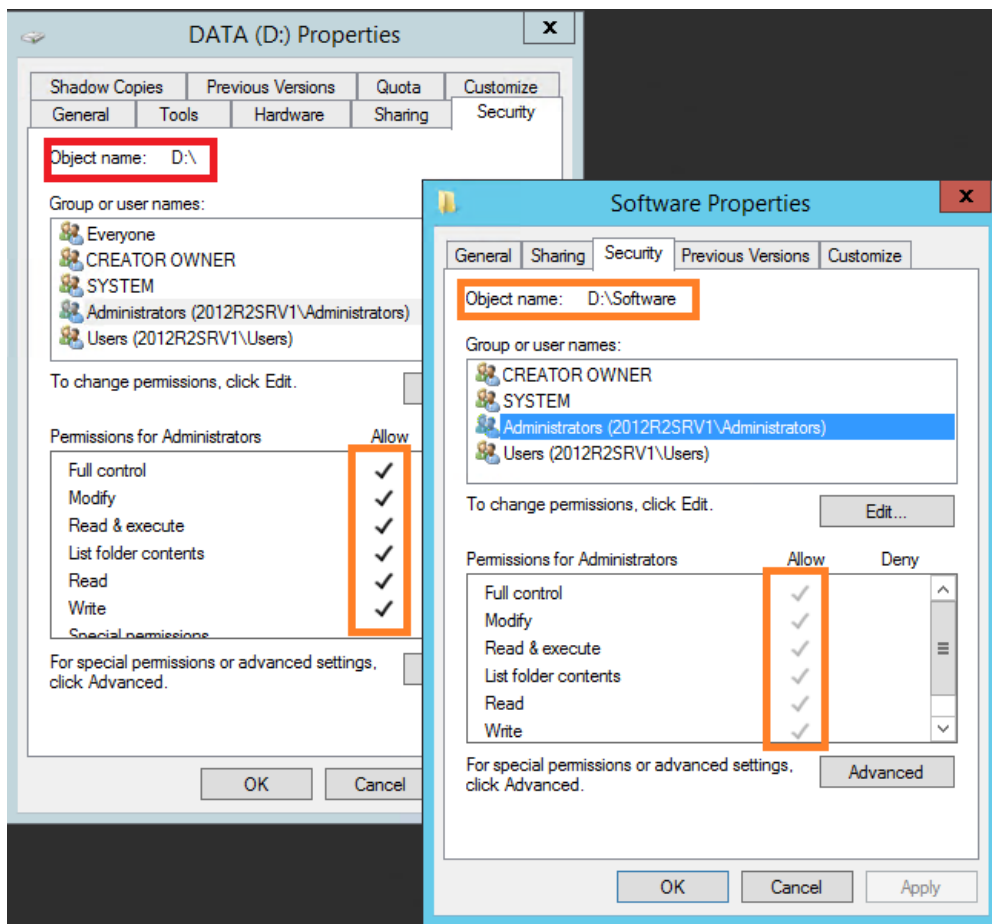 DATA (D:) Properties
x
Shadow Copies Previous Versions Quota Customize
General Tools Hardware Sharing Security
Object name: D:\
Group or user names:
Everyone
CREATOR OWNER
SYSTEM
Administrators (2012R2SRV1\Administrators)
Users (2012R2SRV1\Users)
To change permissions, click Edit.
Permissions for Administrators Allow
Full control
Modify
Read & execute
List folder contents
Read
Write
Special permissions
For special permissions or advanced settings,
click Advanced.
OK Cancel
Software Properties
x
General Sharing Security Previous Versions Customize
Object name: D:\Software
Group or user names:
CREATOR OWNER
SYSTEM
Administrators (2012R2SRV1\Administrators)
Users (2012R2SRV1\Users)
To change permissions, click Edit.
Edit...
Permissions for Administrators Allow Deny
Full control
Modify
Read & execute
List folder contents
Read
Write
For special permissions or advanced settings,
click Advanced.
Advanced
OK Cancel Apply